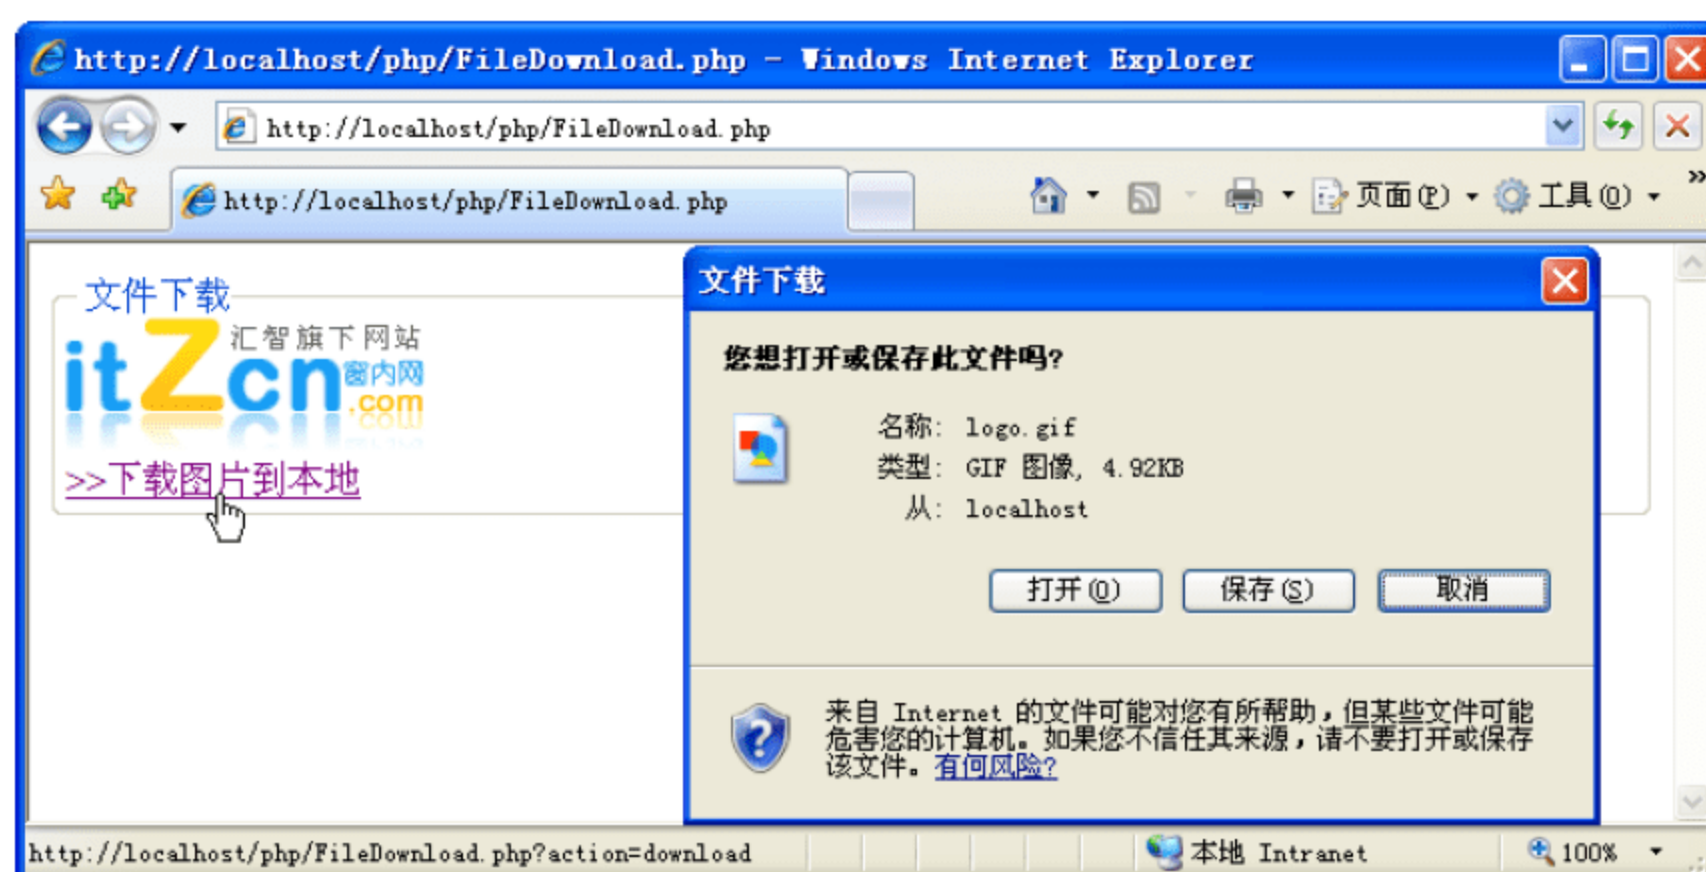 http://localhost/php/FileDownload.php - Windows Internet Explorer
http://localhost/php/FileDownload.php
http://localhost/php/FileDownload.php
页面(P)
工具(O)
文件下载
汇智旗下网站
itZcn窗内网
.com
>>下载图片到本地
文件下载
您想打开或保存此文件吗?
名称: logo.gif
类型: GIF 图像, 4.92KB
从: localhost
打开(O)
保存(S)
取消
来自 Internet 的文件可能对您有所帮助，但某些文件可能
危害您的计算机。如果您不信任其来源，请不要打开或保存
该文件。有何风险?
http://localhost/php/FileDownload.php?action=download
本地 Intranet
100%